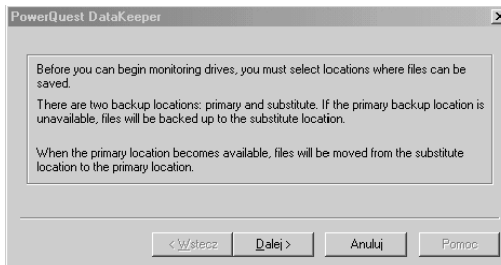 PowerQuest DataKeeper
Before you can begin monitoring drives, you must select locations where files can be
saved.
There are two backup locations: primary and substitute. If the primary backup location is
unavailable, files will be backed up to the substitute location.
When the primary location becomes available, files will be moved from the substitute
location to the primary location.
< Wstecz Dalej > Anuluj Pomoc